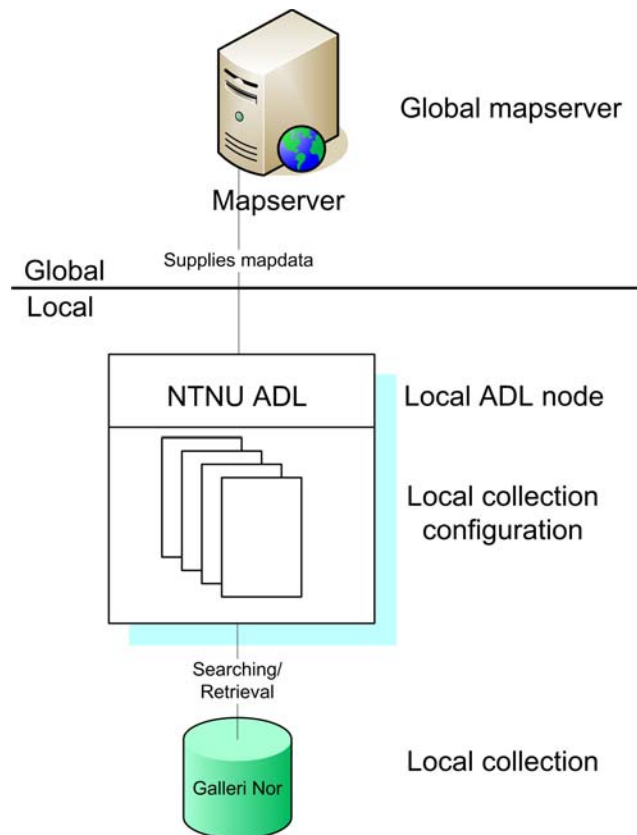 Global mapserver
Mapserver
Supplies mapdata
Global
Local
NTNU ADL
Local ADL node
Local collection
configuration
Searching/
Retrieval
Local collection
Galleri Nor